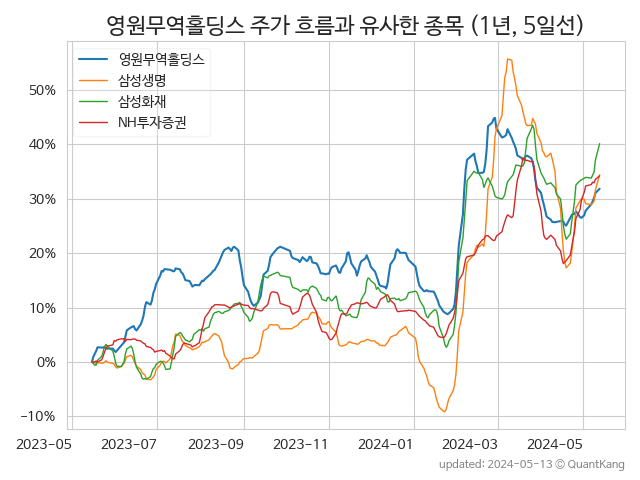 영원무역홀딩스 주가 흐름과 유사한 종목 (1년, 5일선)
영원무역홀딩스
삼성생명
삼성화재
NH투자증권
50%
40%
30%
20%
10%
0%
−10%
2023-05 2023-07 2023-09 2023-11 2024-01 2024-03 2024-05
updated: 2024-05-13 ⓒ QuantKang